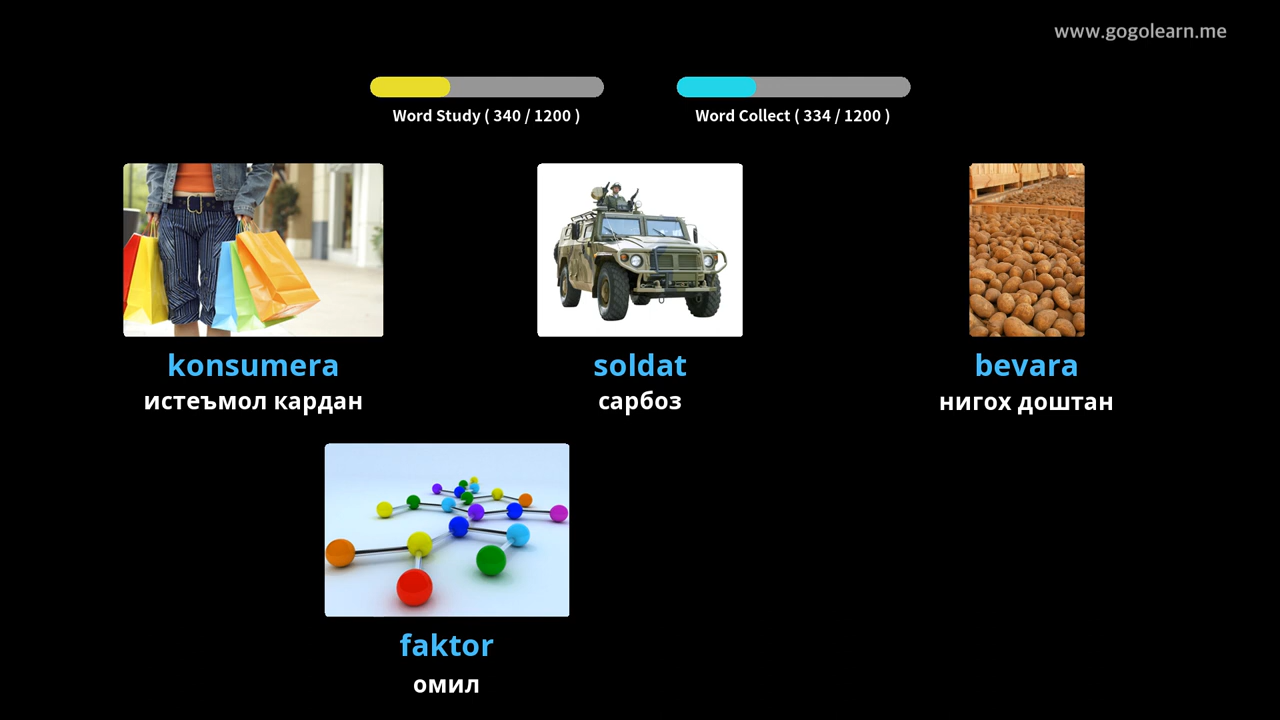 www.gogolearn.me
Word Study ( 340 / 1200 )
Word Collect ( 334 / 1200 )
konsumera
истеъмол кардан
soldat
сарбоз
bevara
нигох доштан
faktor
омил